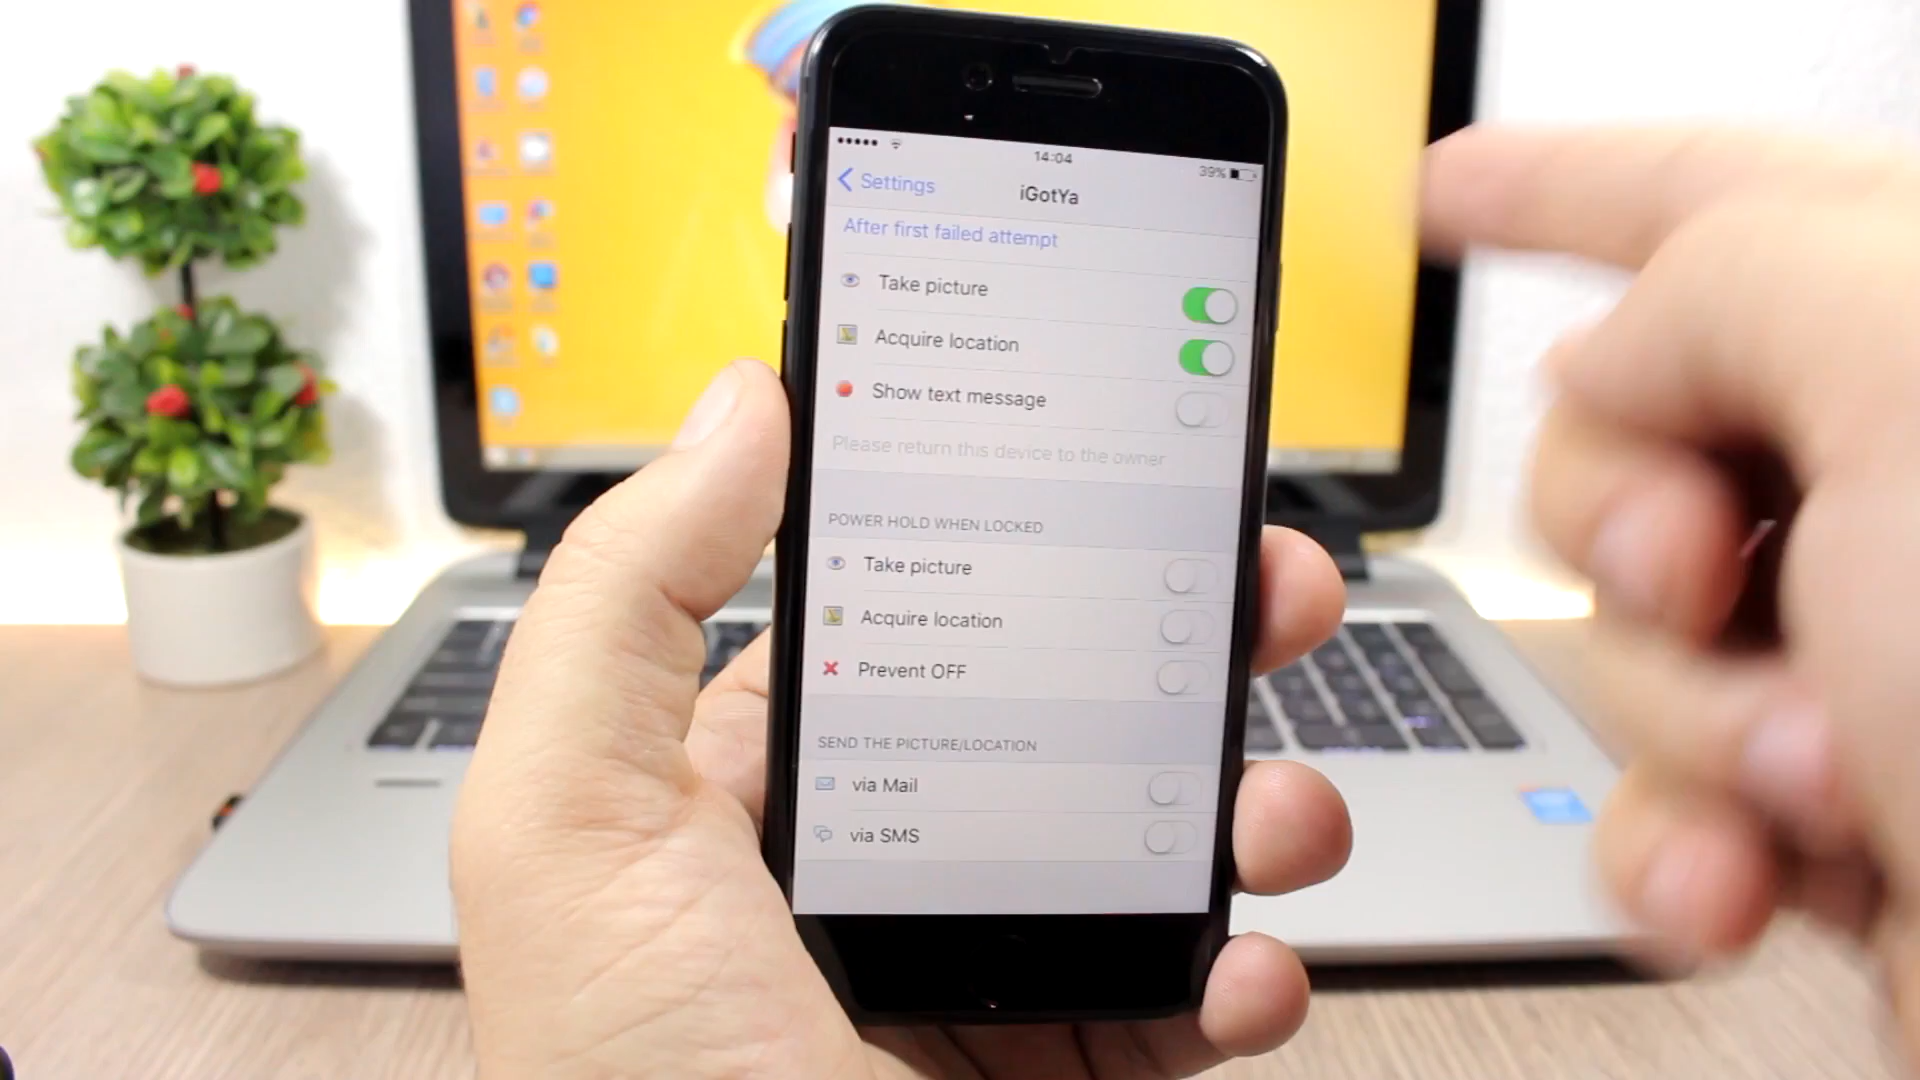 14:04
39%
Settings
iGotYa
After first failed attempt
Take picture
Acquire location
Show text message
Please return this device to the owner
POWER HOLD WHEN LOCKED
Take picture
Acquire location
Prevent OFF
SEND THE PICTURE/LOCATION
via Mail
via SMS